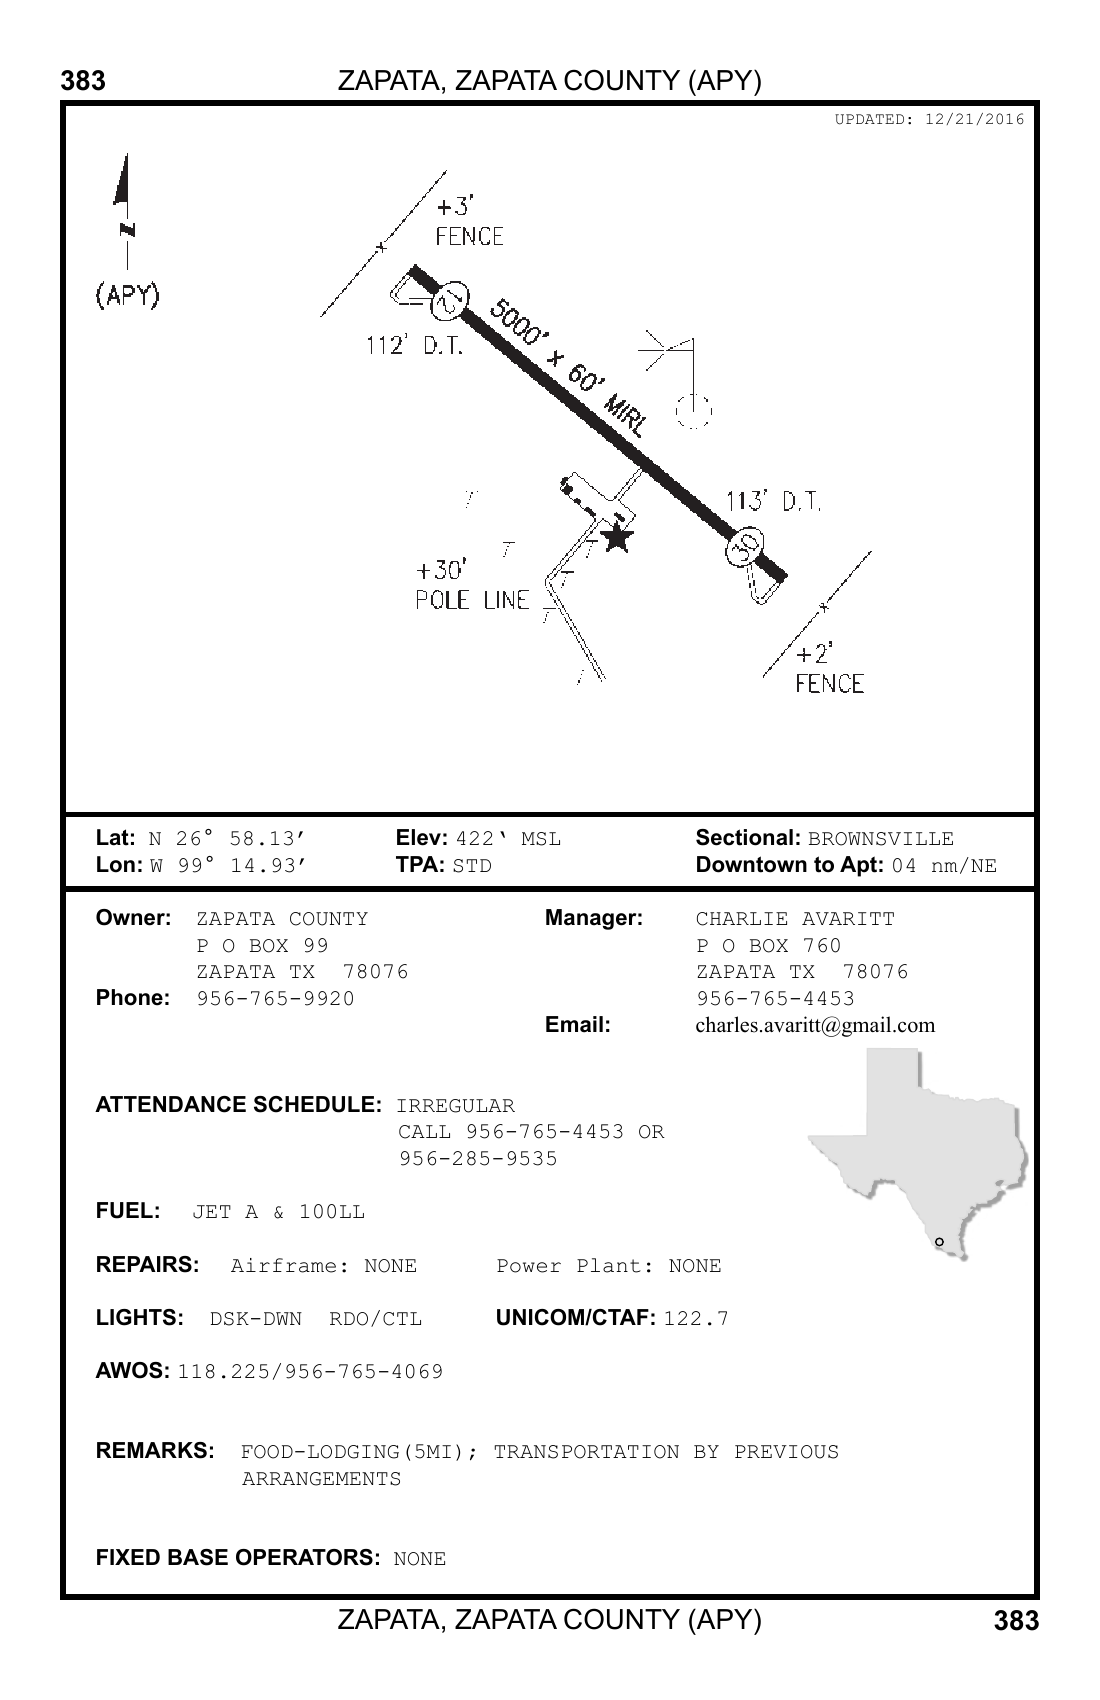 383 ZAPATA, ZAPATA COUNTY (APY)
UPDATED: 12/21/2016
N
(APY)
+3'
FENCE
12
112' D.T.
5000' x 60' MIRL
113' D.T.
30
+30'
POLE LINE
+2'
FENCE
Lat: N 26° 58.13′ Elev: 422‘ MSL Sectional: BROWNSVILLE
Lon: W 99° 14.93′ TPA: STD Downtown to Apt: 04 nm/NE
Owner: ZAPATA COUNTY Manager: CHARLIE AVARITT
P O BOX 99 P O BOX 760
ZAPATA TX 78076 ZAPATA TX 78076
Phone: 956-765-9920 956-765-4453
Email: charles.avaritt@gmail.com
ATTENDANCE SCHEDULE: IRREGULAR
CALL 956-765-4453 OR
956-285-9535
FUEL: JET A & 100LL
REPAIRS: Airframe: NONE Power Plant: NONE
LIGHTS: DSK-DWN RDO/CTL UNICOM/CTAF: 122.7
AWOS: 118.225/956-765-4069
REMARKS: FOOD-LODGING(5MI); TRANSPORTATION BY PREVIOUS
ARRANGEMENTS
FIXED BASE OPERATORS: NONE
ZAPATA, ZAPATA COUNTY (APY) 383